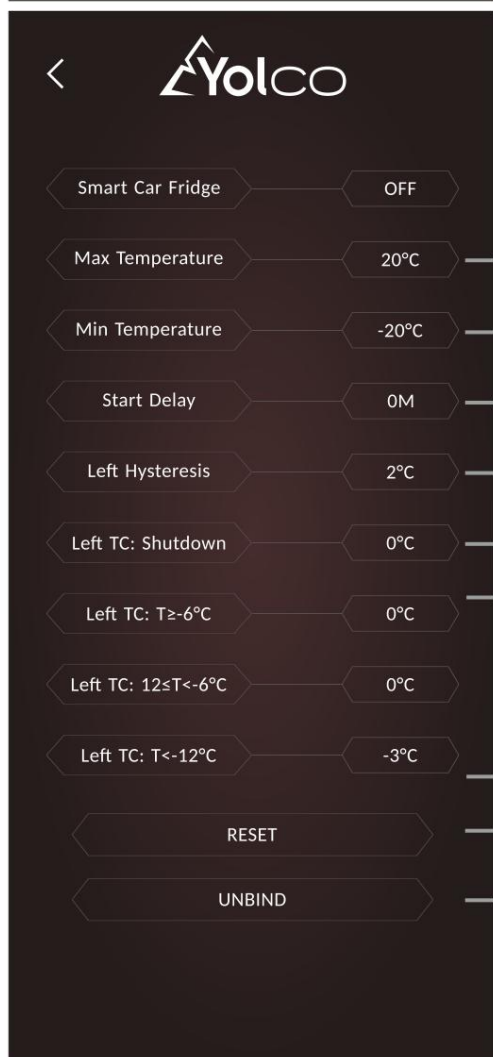 Yolco
Smart Car Fridge OFF
Max Temperature 20°C
Min Temperature -20°C
Start Delay 0M
Left Hysteresis 2°C
Left TC: Shutdown 0°C
Left TC: T≥-6°C 0°C
Left TC: 12≤T<-6°C 0°C
Left TC: T<-12°C -3°C
RESET
UNBIND